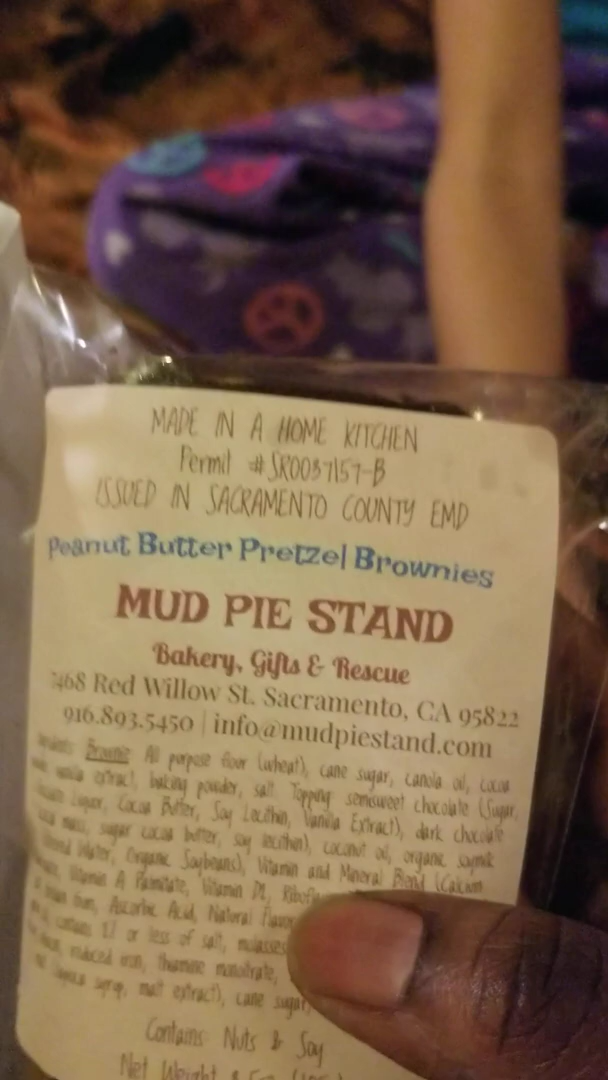 MADE IN A HOME KITCHEN
Permit #SR0037157-B
ISSUED IN SACRAMENTO COUNTY EMD
Peanut Butter Pretzel Brownies
MUD PIE STAND
Bakery, Gifts & Rescue
7468 Red Willow St. Sacramento, CA 95822
916.893.5450 | info@mudpiestand.com
Brownie: All purpose flour (wheat), cane sugar, canola oil, cocoa
vanilla extract, baking powder, salt. Topping: semisweet chocolate (Sugar,
Liquor, Cocoa Butter, Soy Lecithin, Vanilla Extract), dark chocolate
mass, sugar cocoa butter, soy lecithin), coconut oil, organic soymilk
Water, Organic Soybeans), Vitamin and Mineral Blend (Calcium
Vitamin A Palmitate, Vitamin D2,
Ascorbic Acid, Natural Flavor
contains 2% or less of salt, molasses
reduced iron, thiamine mononitrate,
syrup, malt extract), cane sugar
Contains Nuts & Soy
Net Weight